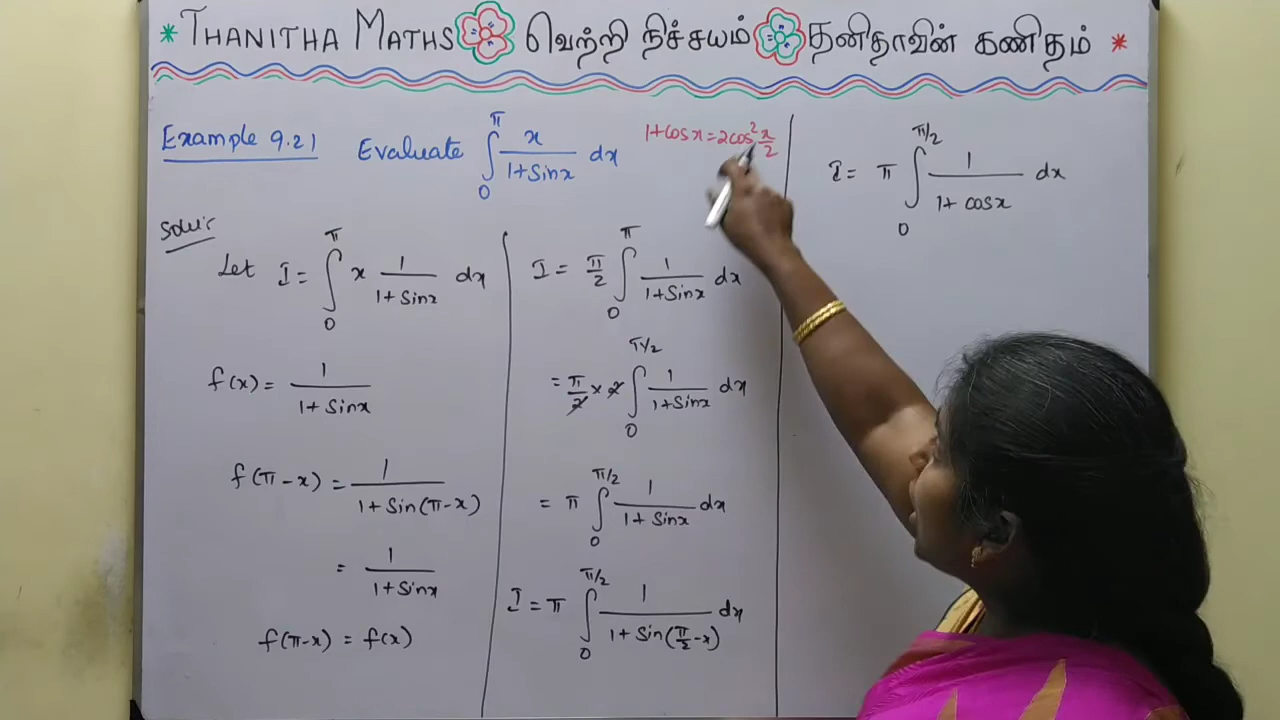 * THANITHA MATHS வெற்றி நிச்சயம் தனிதாவின் கணிதம் *
Example 9.21 Evaluate ∫₀^π x/(1+Sinx) dx
1+cosx = 2cos² x/2
Soln:
Let I = ∫₀^π x 1/(1+Sinx) dx
f(x) = 1/(1+Sinx)
f(π-x) = 1/(1+Sin(π-x))
= 1/(1+Sinx)
f(π-x) = f(x)
I = π/2 ∫₀^π 1/(1+Sinx) dx
= π/2 × 2 ∫₀^{π/2} 1/(1+Sinx) dx
= π ∫₀^{π/2} 1/(1+Sinx) dx
I = π ∫₀^{π/2} 1/(1+Sin(π/2-x)) dx
I = π ∫₀^{π/2} 1/(1+cosx) dx